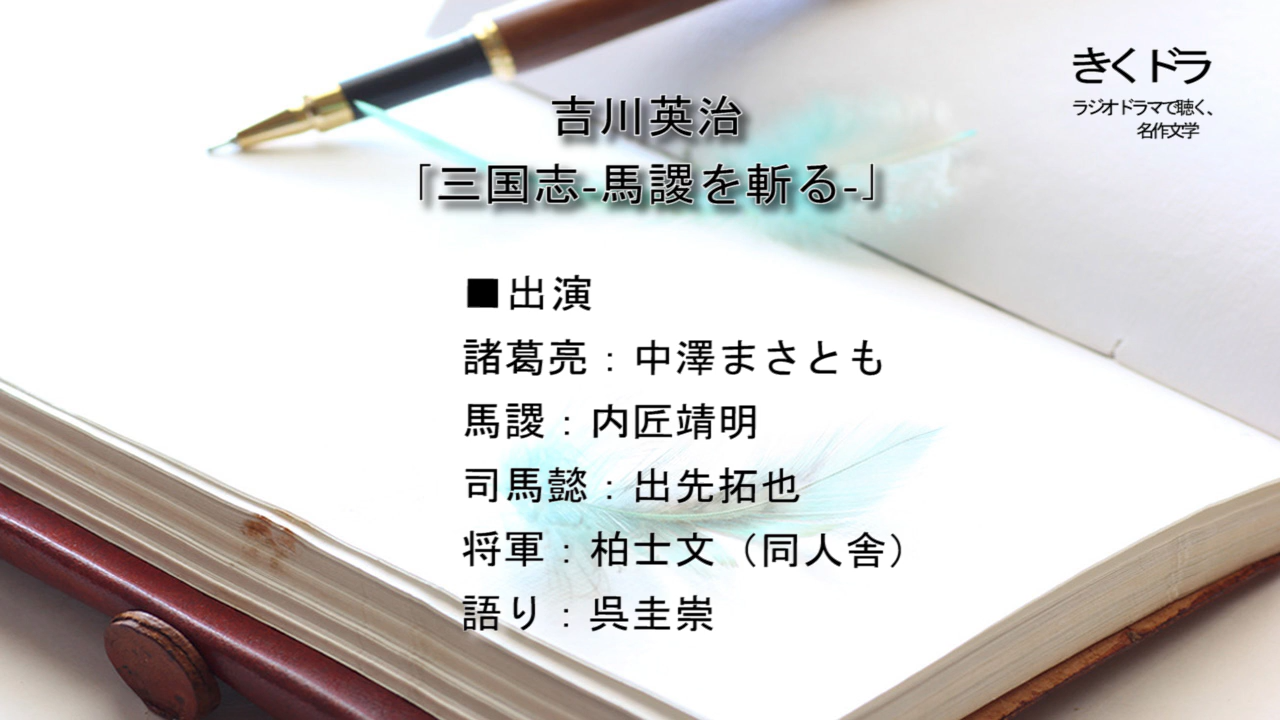 きくドラ
ラジオドラマで聴く、
名作文学
吉川英治
「三国志-馬謖を斬る-」
■出演
諸葛亮：中澤まさとも
馬謖：内匠靖明
司馬懿：出先拓也
将軍：柏士文（同人舎）
語り：呉圭崇